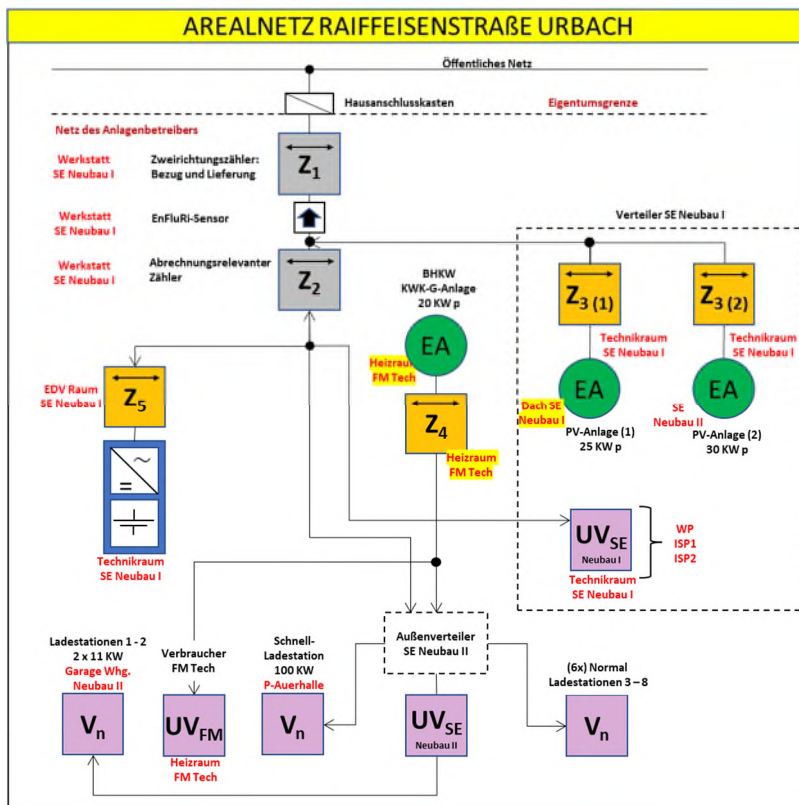 AREALNETZ RAIFFEISENSTRAßE URBACH
Öffentliches Netz
Hausanschlusskasten
Eigentumsgrenze
Netz des Anlagenbetreibers
Werkstatt
SE Neubau I
Zweirichtungszähler:
Bezug und Lieferung
Z1
Werkstatt
SE Neubau I
EnFluRi-Sensor
Verteiler SE Neubau I
Werkstatt
SE Neubau I
Abrechnungsrelevanter
Zähler
Z2
BHKW
KWK-G-Anlage
20 KW p
Z3 (1)
Z3 (2)
Technikraum
SE Neubau I
Technikraum
SE Neubau I
EA
Heizraum
FM Tech
EDV Raum
SE Neubau I
Z5
Z4
Heizraum
FM Tech
EA
Dach SE
Neubau I
PV-Anlage (1)
25 KW p
EA
SE
Neubau II
PV-Anlage (2)
30 KW p
~
=
Technikraum
SE Neubau I
UVSE
Neubau I
Technikraum
SE Neubau I
WP
ISP1
ISP2
Ladestationen 1 - 2
2 x 11 KW
Garage Whg.
Neubau II
Vn
Verbraucher
FM Tech
UVFM
Heizraum
FM Tech
Schnell-
Ladestation
100 KW
P-Auerhalle
Vn
Außenverteiler
SE Neubau II
UVSE
Neubau II
(6x) Normal
Ladestationen 3 – 8
Vn